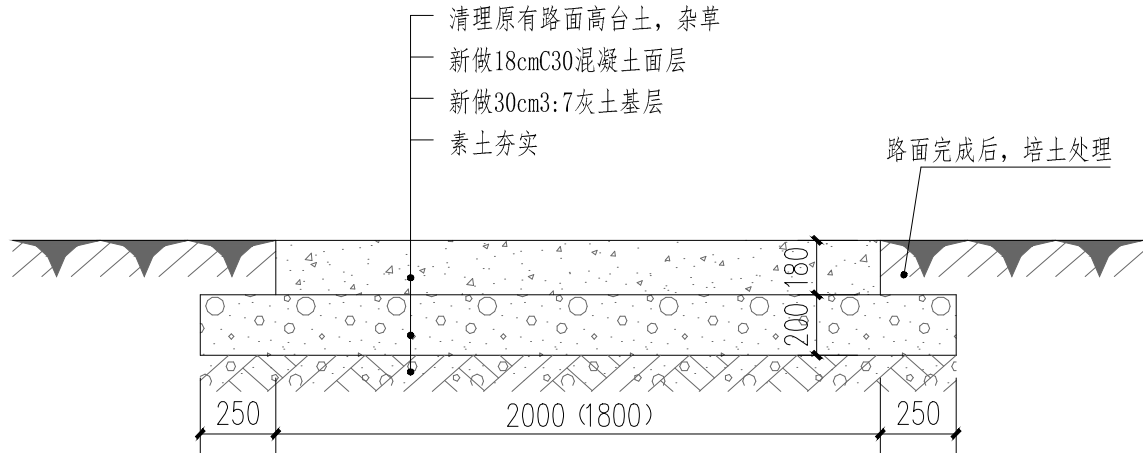 清理原有路面高台土，杂草
新做18cmC30混凝土面层
新做30cm3:7灰土基层
素土夯实
路面完成后，培土处理
180
200
250
2000（1800）
250